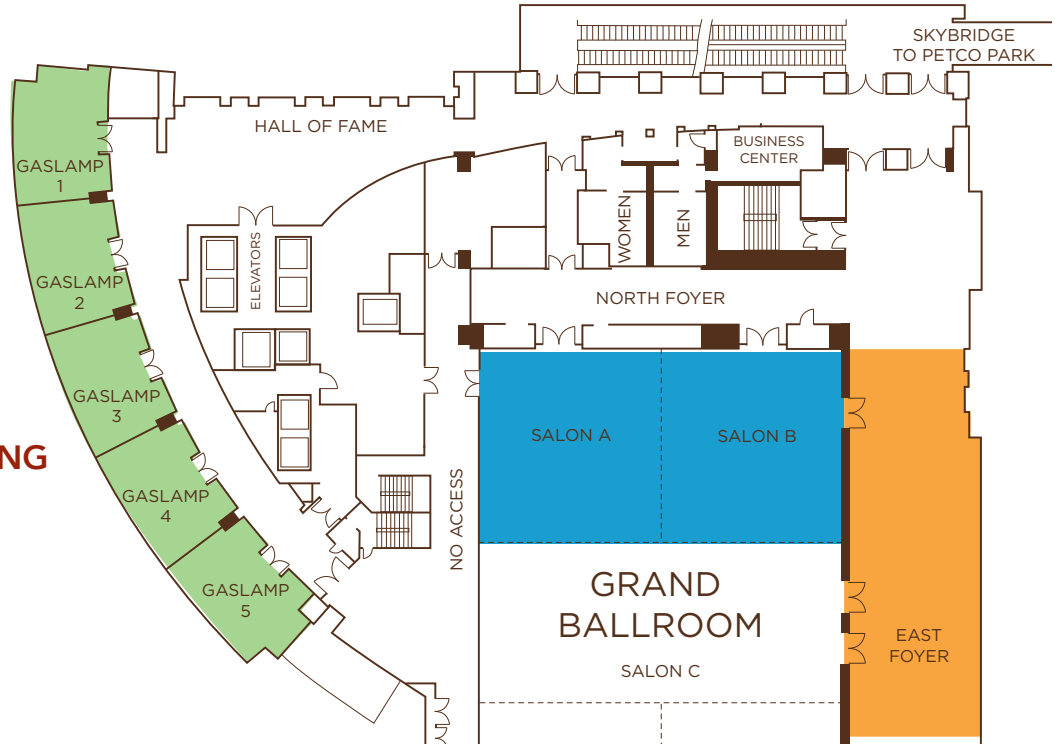 SKYBRIDGE
TO PETCO PARK
HALL OF FAME
BUSINESS
CENTER
GASLAMP
1
WOMEN
MEN
ELEVATORS
GASLAMP
2
NORTH FOYER
GASLAMP
3
SALON A
SALON B
NG
GASLAMP
4
NO ACCESS
GASLAMP
5
GRAND
BALLROOM
SALON C
EAST
FOYER